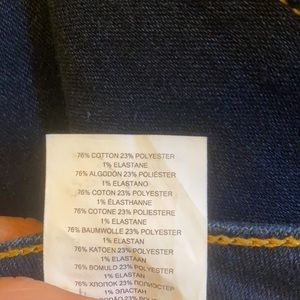 76% COTTON 23% POLYESTER
1% ELASTANE
76% ALGODÓN 23% POLIÉSTER
1% ELASTANO
76% COTON 23% POLYESTER
1% ÉLASTHANNE
76% COTONE 23% POLIESTERE
1% ELASTANE
76% BAUMWOLLE 23% POLYESTER
1% ELASTAN
76% KATOEN 23% POLYESTER
1% ELASTAAN
76% BOMULD 23% POLYESTER
1% ELASTAN
76% ХЛОПОК 23% ПОЛИЭСТЕР
1% ЭЛАСТАН